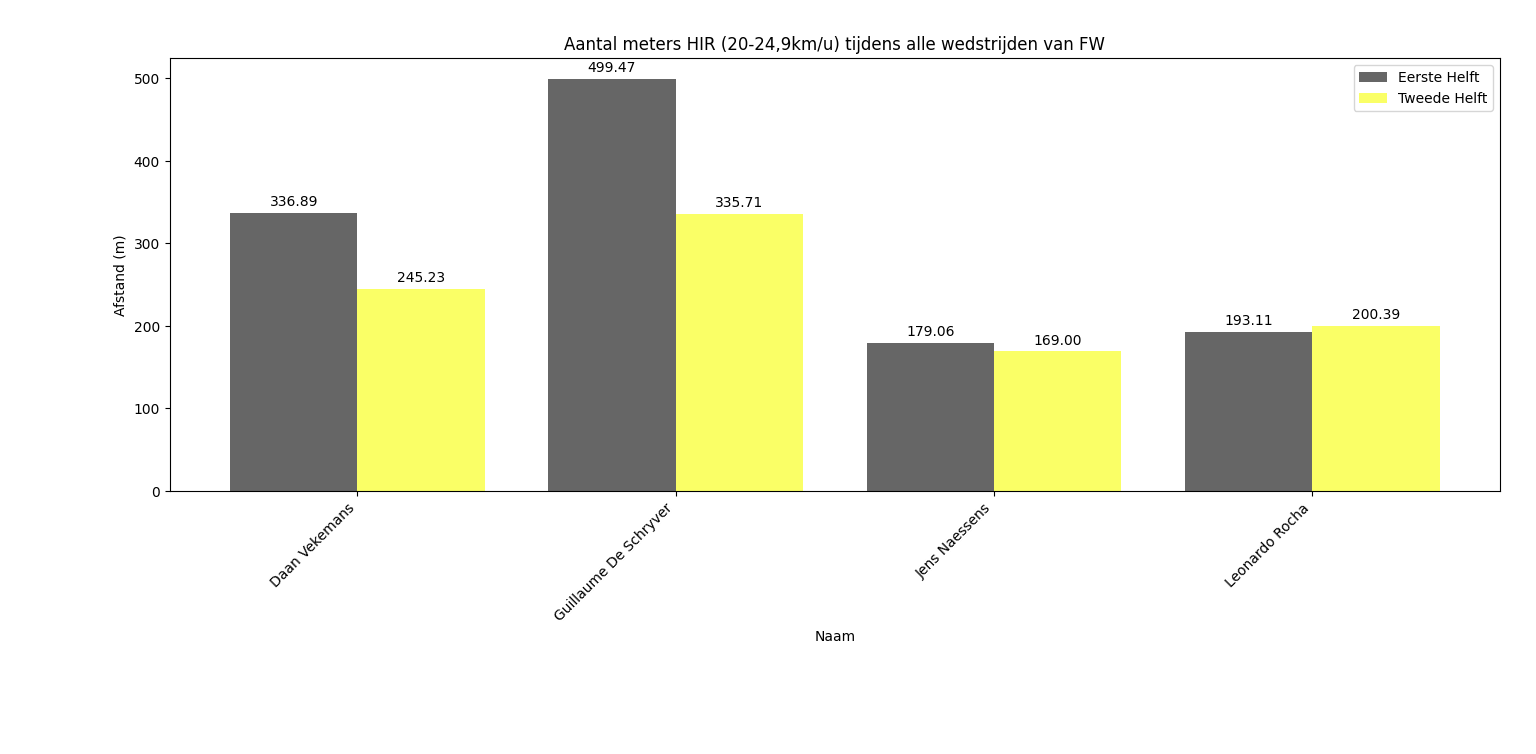 Aantal meters HIR (20-24,9km/u) tijdens alle wedstrijden van FW
Eerste Helft
Tweede Helft
Afstand (m)
500
400
300
200
100
0
336.89
245.23
499.47
335.71
179.06
169.00
193.11
200.39
Daan Vekemans
Guillaume De Schryver
Jens Naessens
Leonardo Rocha
Naam